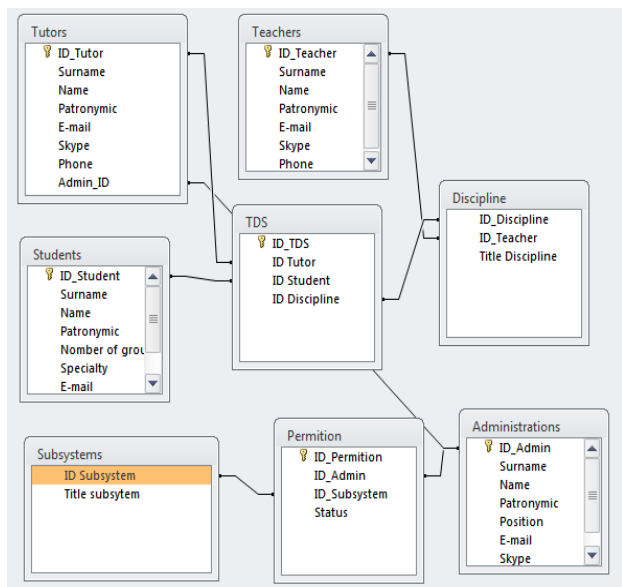 Tutors
ID_Tutor
Surname
Name
Patronymic
E-mail
Skype
Phone
Admin_ID
Teachers
ID_Teacher
Surname
Name
Patronymic
E-mail
Skype
Phone
Discipline
ID_Discipline
ID_Teacher
Title Discipline
TDS
ID_TDS
ID Tutor
ID Student
ID Discipline
Students
ID_Student
Surname
Name
Patronymic
Nomber of grou
Specialty
E-mail
Subsystems
ID Subsystem
Title subsytem
Permition
ID_Permition
ID_Admin
ID_Subsystem
Status
Administrations
ID_Admin
Surname
Name
Patronymic
Position
E-mail
Skype